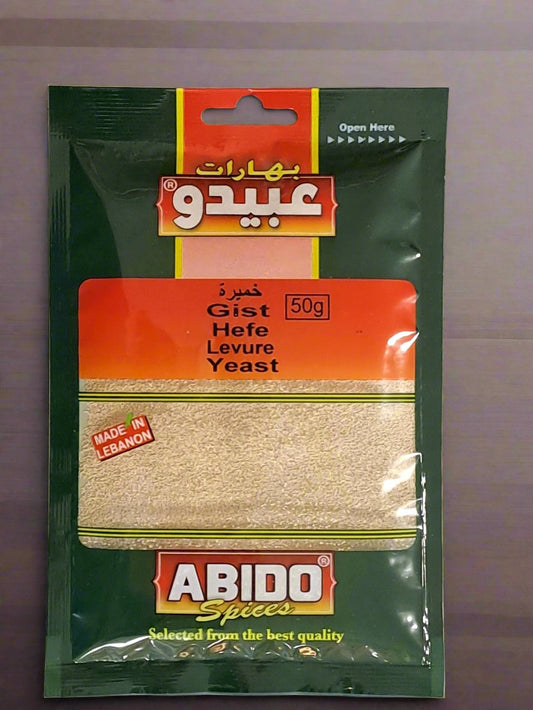 Open Here
بهارات
عبيدو®
خميرة
Gist 50g
Hefe
Levure
Yeast
MADE IN
LEBANON
ABIDO®
Spices
Selected from the best quality